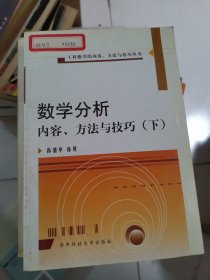 工科数学的内容、方法与技巧丛书
数学分析
内容、方法与技巧（下）
孙清华 孙昊
华中科技大学出版社